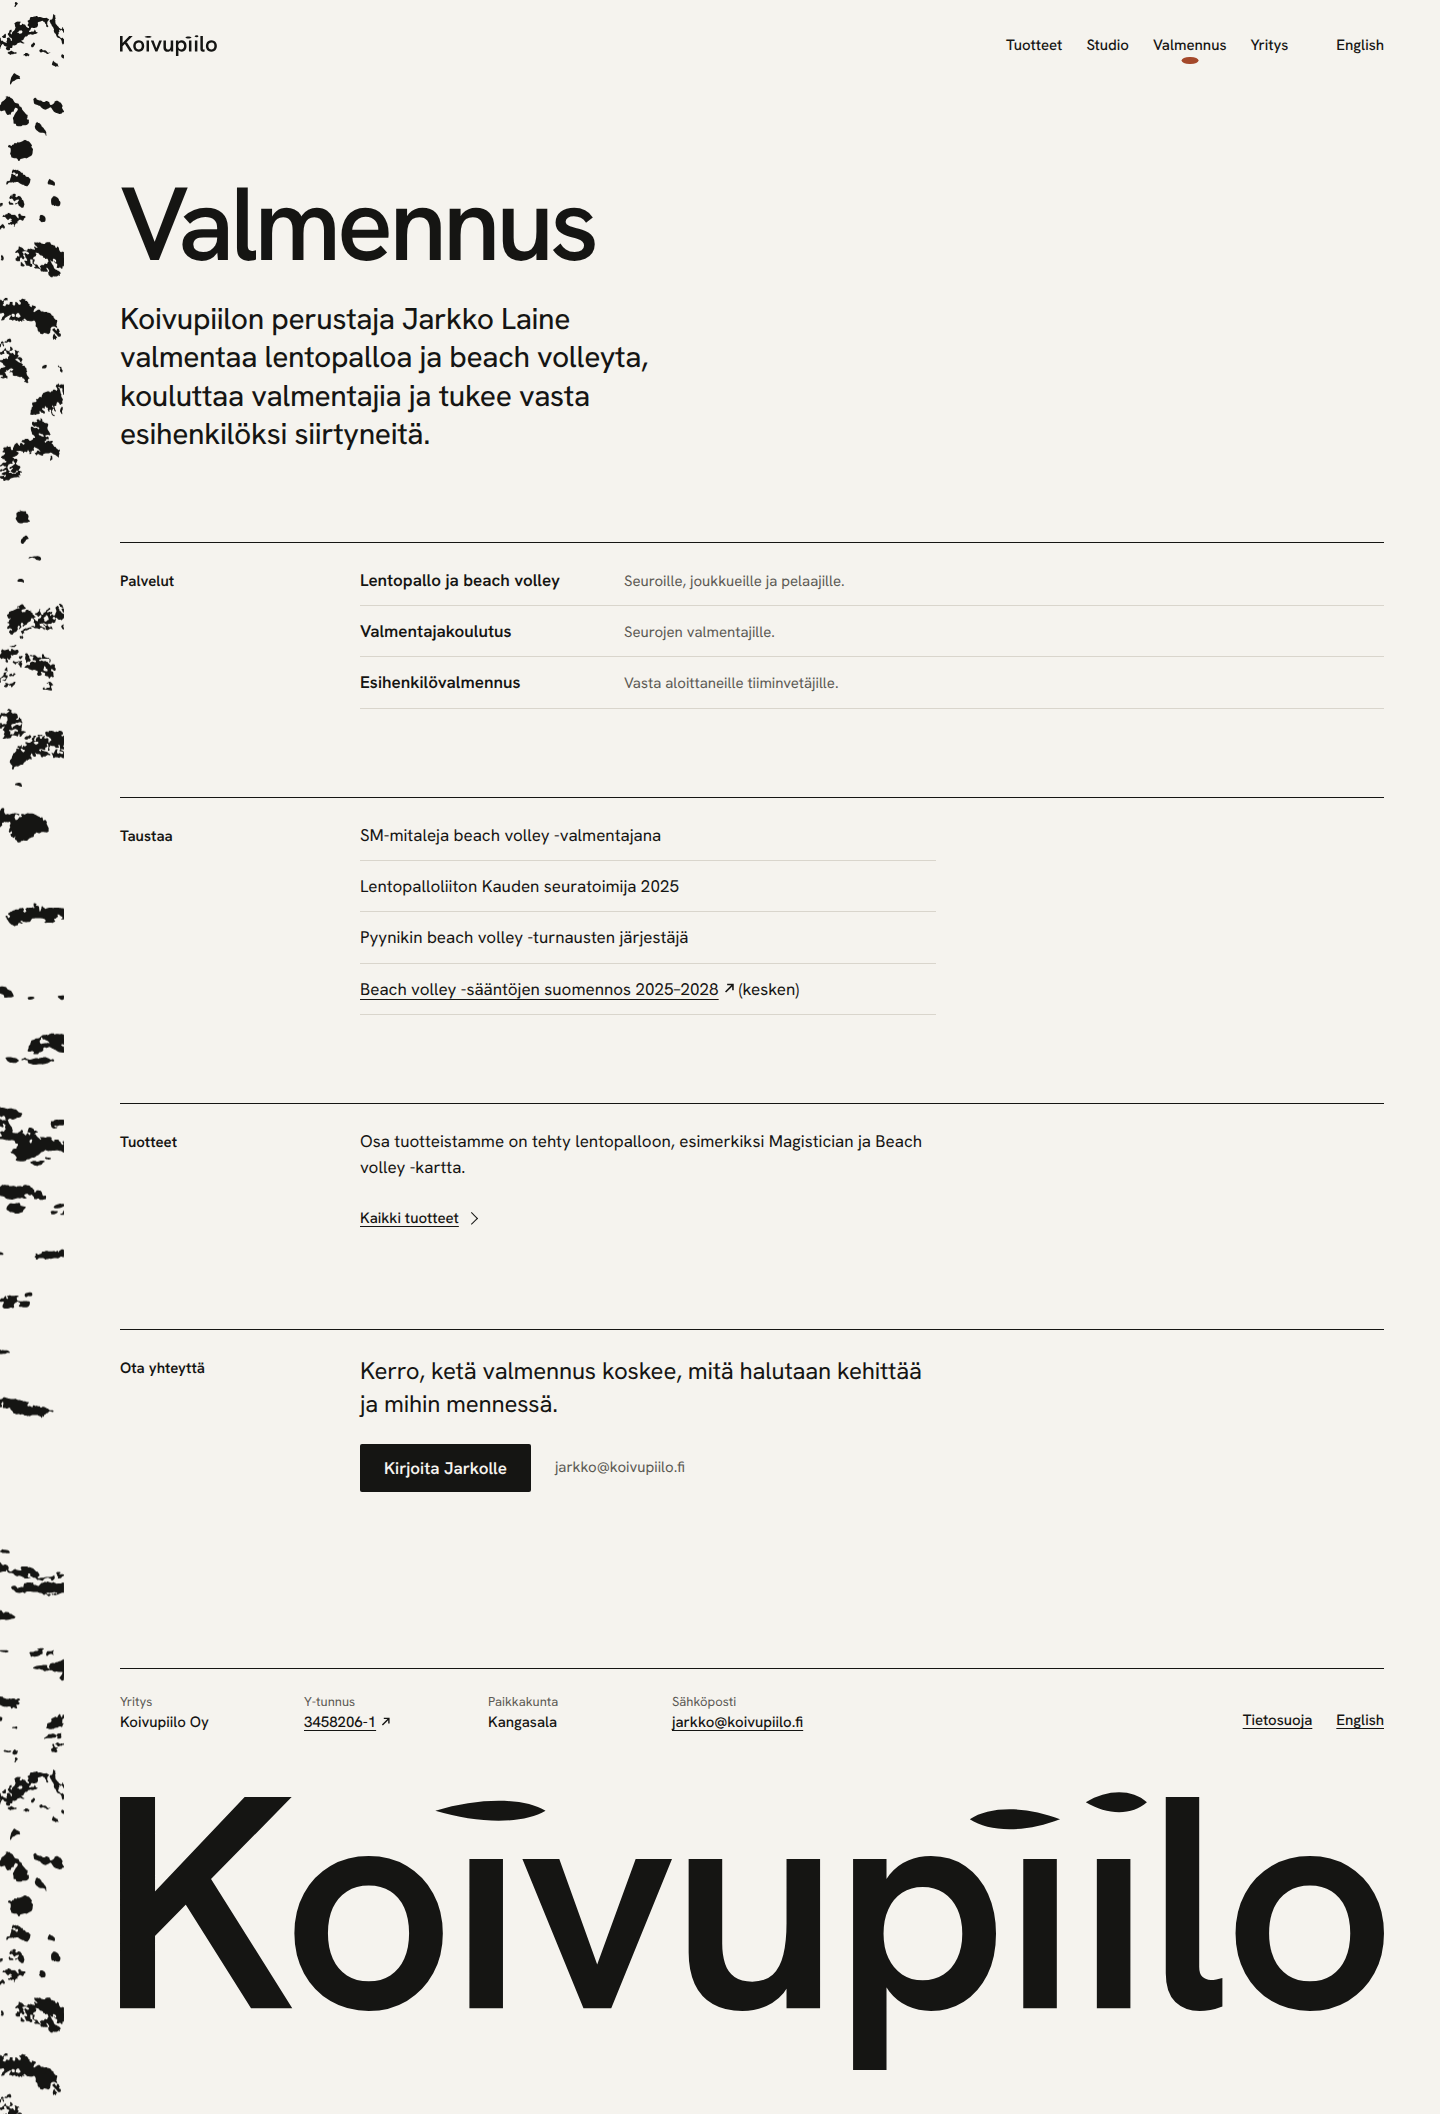 Koivupiilo
Tuotteet Studio Valmennus Yritys English
Valmennus
Koivupiilon perustaja Jarkko Laine
valmentaa lentopalloa ja beach volleyta,
kouluttaa valmentajia ja tukee vasta
esihenkilöksi siirtyneitä.
Palvelut
Lentopallo ja beach volley Seuroille, joukkueille ja pelaajille.
Valmentajakoulutus Seurojen valmentajille.
Esihenkilövalmennus Vasta aloittaneille tiiminvetäjille.
Taustaa
SM-mitaleja beach volley -valmentajana
Lentopalloliiton Kauden seuratoimija 2025
Pyynikin beach volley -turnausten järjestäjä
Beach volley -sääntöjen suomennos 2025–2028 ↗ (kesken)
Tuotteet
Osa tuotteistamme on tehty lentopalloon, esimerkiksi Magistician ja Beach
volley -kartta.
Kaikki tuotteet
Ota yhteyttä
Kerro, ketä valmennus koskee, mitä halutaan kehittää
ja mihin mennessä.
Kirjoita Jarkolle jarkko@koivupiilo.fi
Yritys
Koivupiilo Oy
Y-tunnus
3458206-1 ↗
Paikkakunta
Kangasala
Sähköposti
jarkko@koivupiilo.fi
Tietosuoja English
Koivupiilo